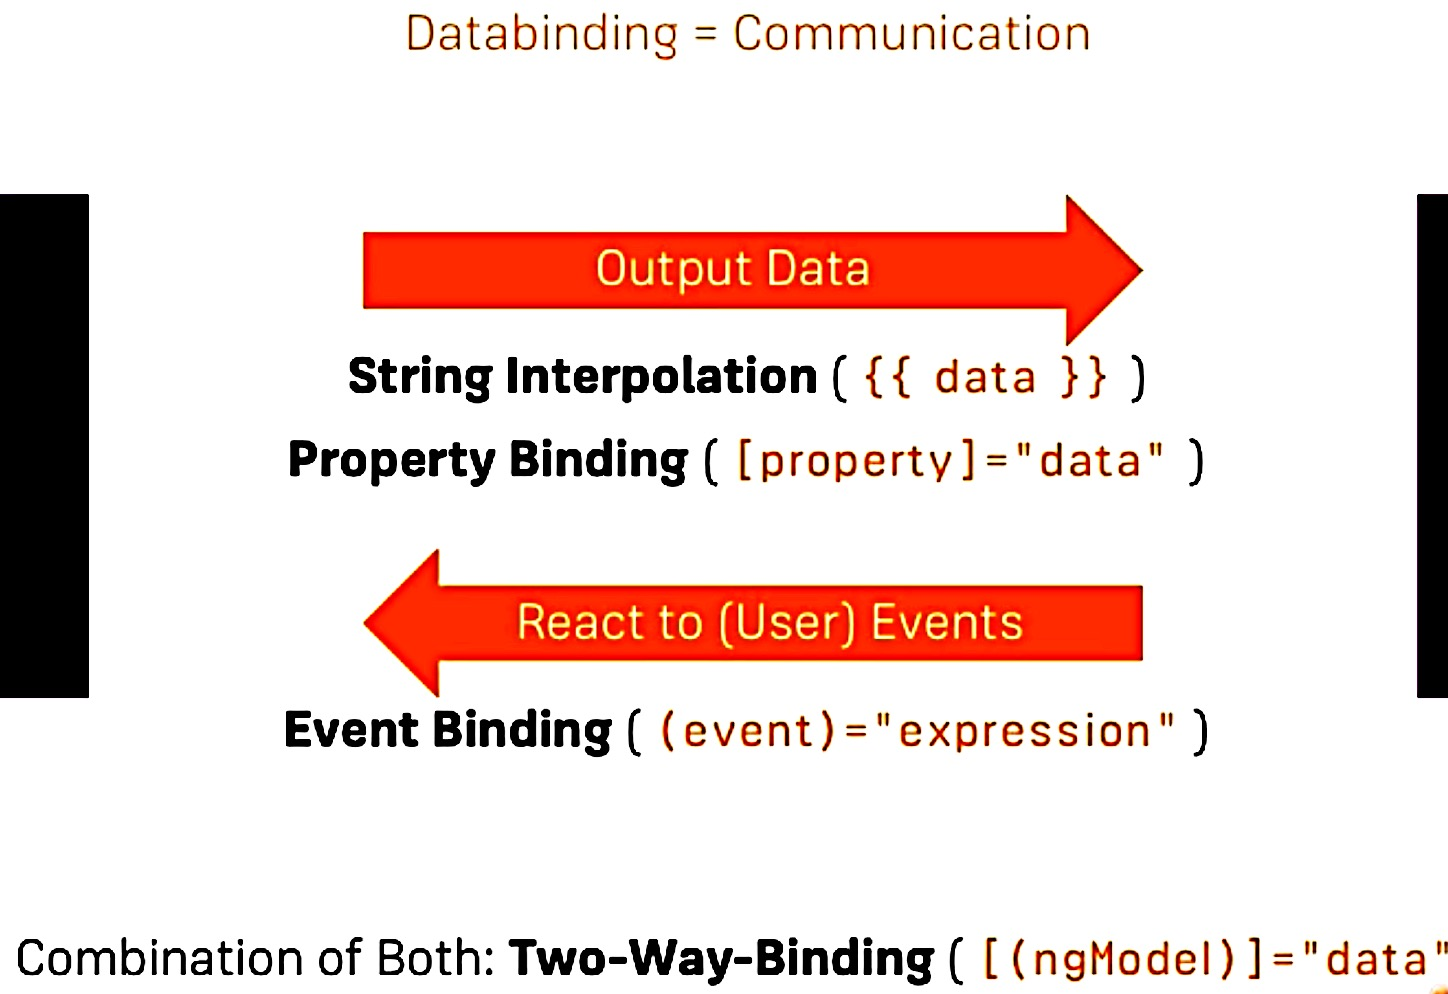 Databinding = Communication
Output Data
String Interpolation ( {{ data }} )
Property Binding ( [property]="data" )
React to (User) Events
Event Binding ( (event)="expression" )
Combination of Both: Two-Way-Binding ( [(ngModel)]="data"